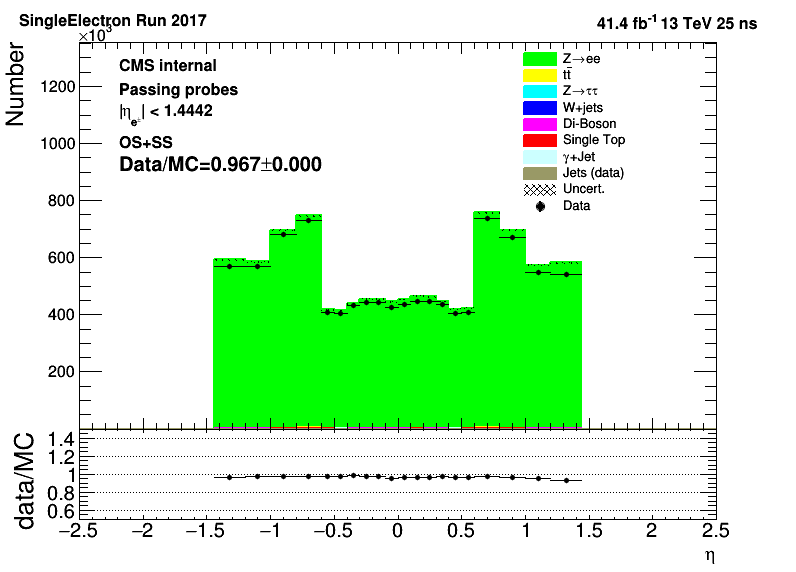 SingleElectron Run 2017
41.4 fb⁻¹ 13 TeV 25 ns
×10³
Number
CMS internal
Passing probes
|η_e±| < 1.4442
OS+SS
Data/MC=0.967±0.000
Z→ee
tt̄
Z→ττ
W+jets
Di-Boson
Single Top
γ+Jet
Jets (data)
Uncert.
Data
1200
1000
800
600
400
200
data/MC
1.4
1.2
1
0.8
0.6
−2.5 −2 −1.5 −1 −0.5 0 0.5 1 1.5 2 2.5
η